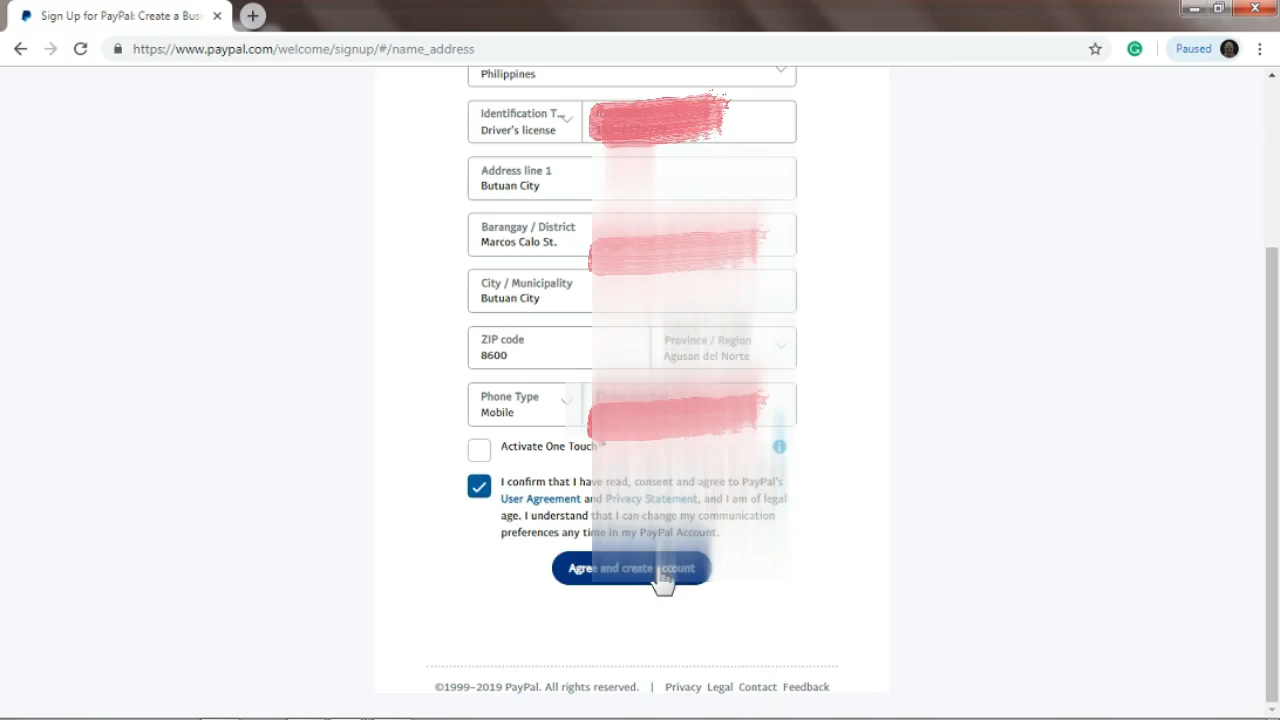 Sign Up for PayPal: Create a Bus
Paused
https://www.paypal.com/welcome/signup/#/name_address
Philippines
Identification T...
Driver's license
Address line 1
Butuan City
Barangay / District
Marcos Calo St.
City / Municipality
Butuan City
ZIP code
8600
Province / Region
Agusan del Norte
Phone Type
Mobile
Activate One Touch™
I confirm that I have read, consent and agree to PayPal's
User Agreement and Privacy Statement, and I am of legal
age. I understand that I can change my communication
preferences any time in my PayPal Account.
Agree and create account
©1999-2019 PayPal. All rights reserved. | Privacy Legal Contact Feedback